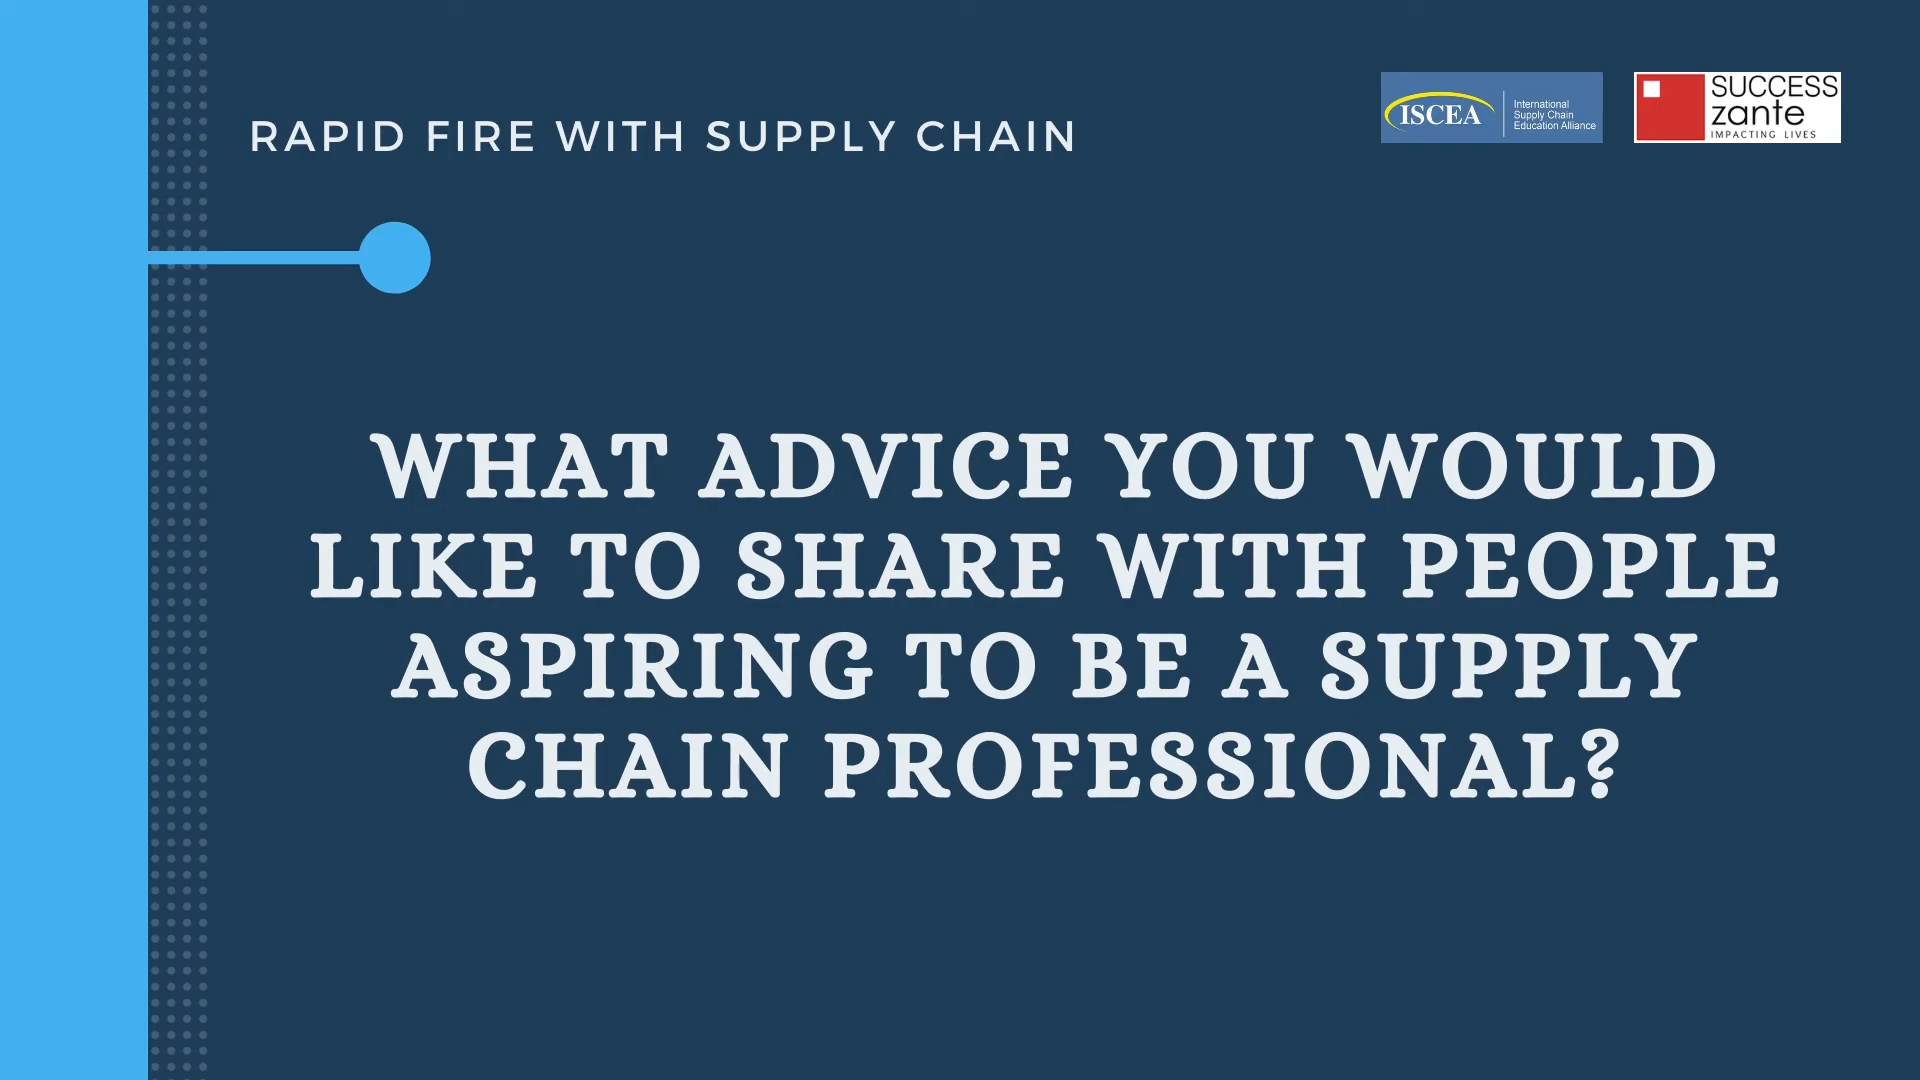 RAPID FIRE WITH SUPPLY CHAIN
ISCEA
International
Supply Chain
Education Alliance
SUCCESS
zante
IMPACTING LIVES
WHAT ADVICE YOU WOULD
LIKE TO SHARE WITH PEOPLE
ASPIRING TO BE A SUPPLY
CHAIN PROFESSIONAL?